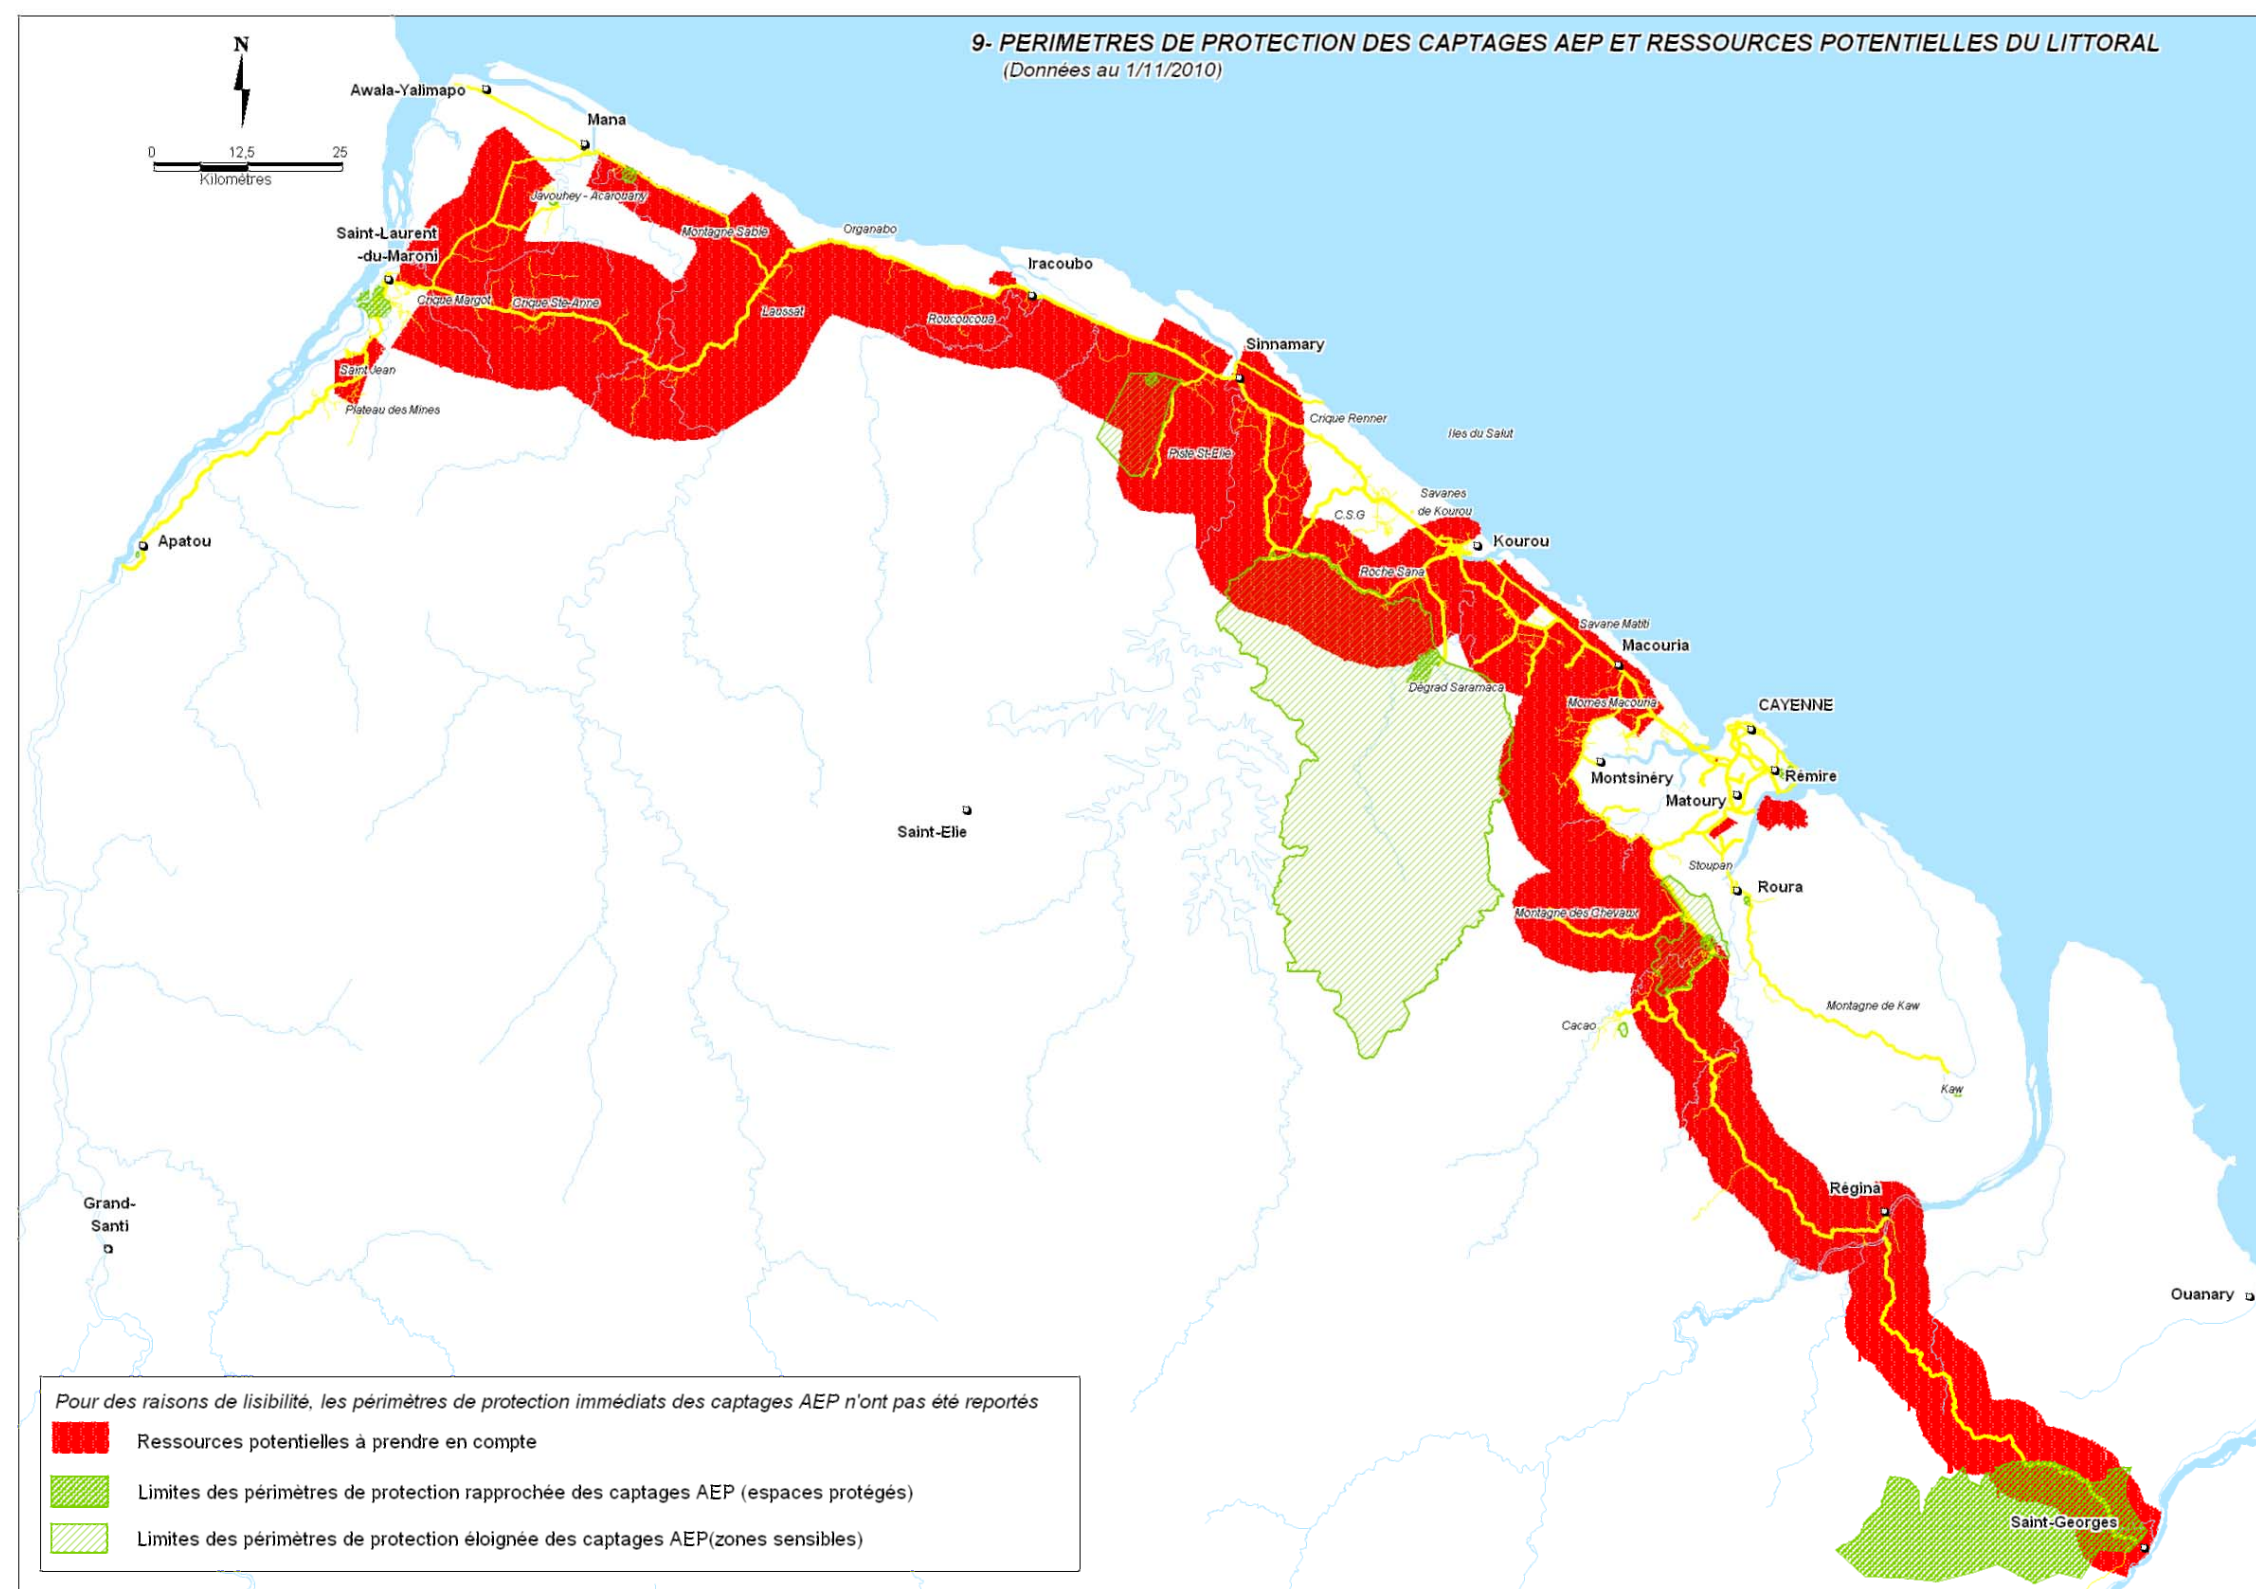 9- PERIMETRES DE PROTECTION DES CAPTAGES AEP ET RESSOURCES POTENTIELLES DU LITTORAL
(Données au 1/11/2010)
N
0 12,5 25
Kilomètres
Awala-Yalimapo
Mana
Javouhey - Acarouany
Saint-Laurent
-du-Maroni
Montagne Sable
Organabo
Iracoubo
Crique Margot
Crique Ste-Anne
Laussat
Roucoucoua
Sinnamary
Saint Jean
Plateau des Mines
Crique Renner
Iles du Salut
Piste St-Elie
Savanes
de Kourou
C.S.G
Apatou
Kourou
Roche Sana
Savane Matiti
Macouria
Dégrad Saramaca
Mornes Macouria
CAYENNE
Montsinéry
Rémire
Matoury
Saint-Elie
Stoupan
Roura
Montagne des Chevaux
Montagne de Kaw
Cacao
Kaw
Régina
Grand-
Santi
Ouanary
Saint-Georges
Pour des raisons de lisibilité, les périmètres de protection immédiats des captages AEP n'ont pas été reportés
Ressources potentielles à prendre en compte
Limites des périmètres de protection rapprochée des captages AEP (espaces protégés)
Limites des périmètres de protection éloignée des captages AEP(zones sensibles)